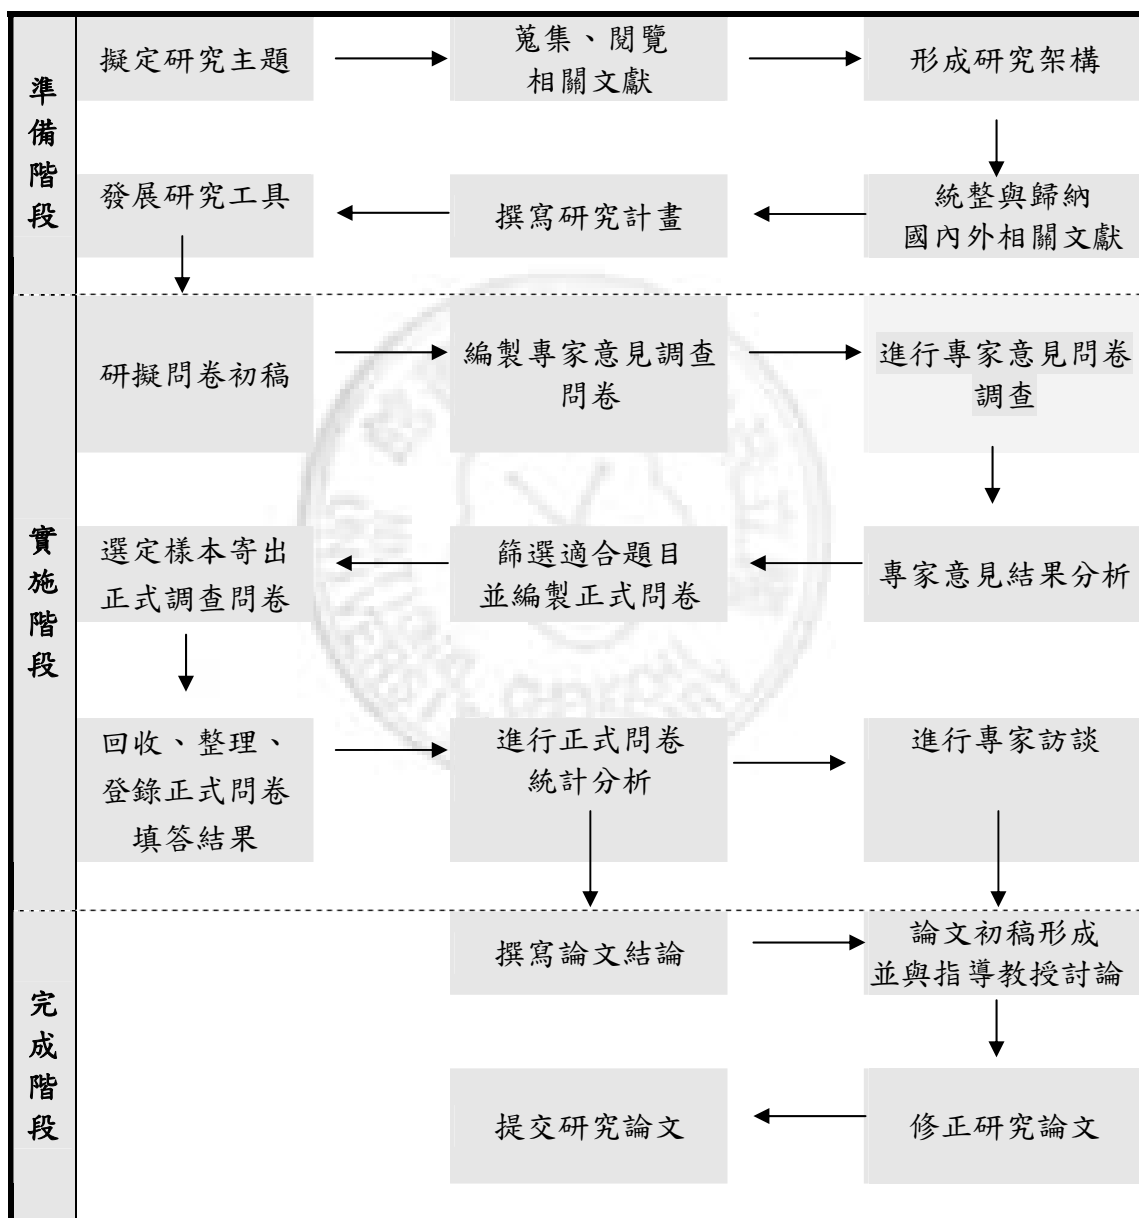 準備階段
擬定研究主題
蒐集、閱覽
相關文獻
形成研究架構
統整與歸納
國內外相關文獻
撰寫研究計畫
發展研究工具
實施階段
研擬問卷初稿
編製專家意見調查
問卷
進行專家意見問卷
調查
專家意見結果分析
篩選適合題目
並編製正式問卷
選定樣本寄出
正式調查問卷
回收、整理、
登錄正式問卷
填答結果
進行正式問卷
統計分析
進行專家訪談
完成階段
撰寫論文結論
論文初稿形成
並與指導教授討論
修正研究論文
提交研究論文